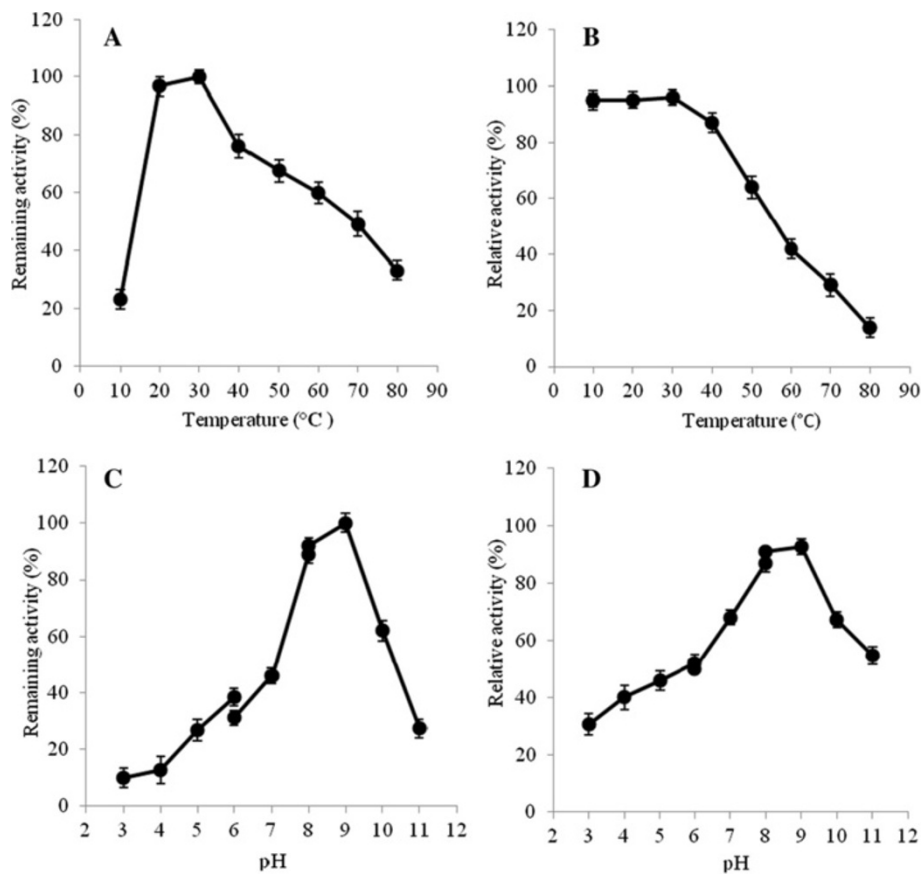 A
Remaining activity (%)
120
100
80
60
40
20
0
0 10 20 30 40 50 60 70 80 90
Temperature (°C )
B
Relative activity (%)
120
100
80
60
40
20
0
0 10 20 30 40 50 60 70 80 90
Temperature (°C)
C
Remaining activity (%)
120
100
80
60
40
20
0
2 3 4 5 6 7 8 9 10 11 12
pH
D
Relative activity (%)
120
100
80
60
40
20
0
2 3 4 5 6 7 8 9 10 11 12
pH